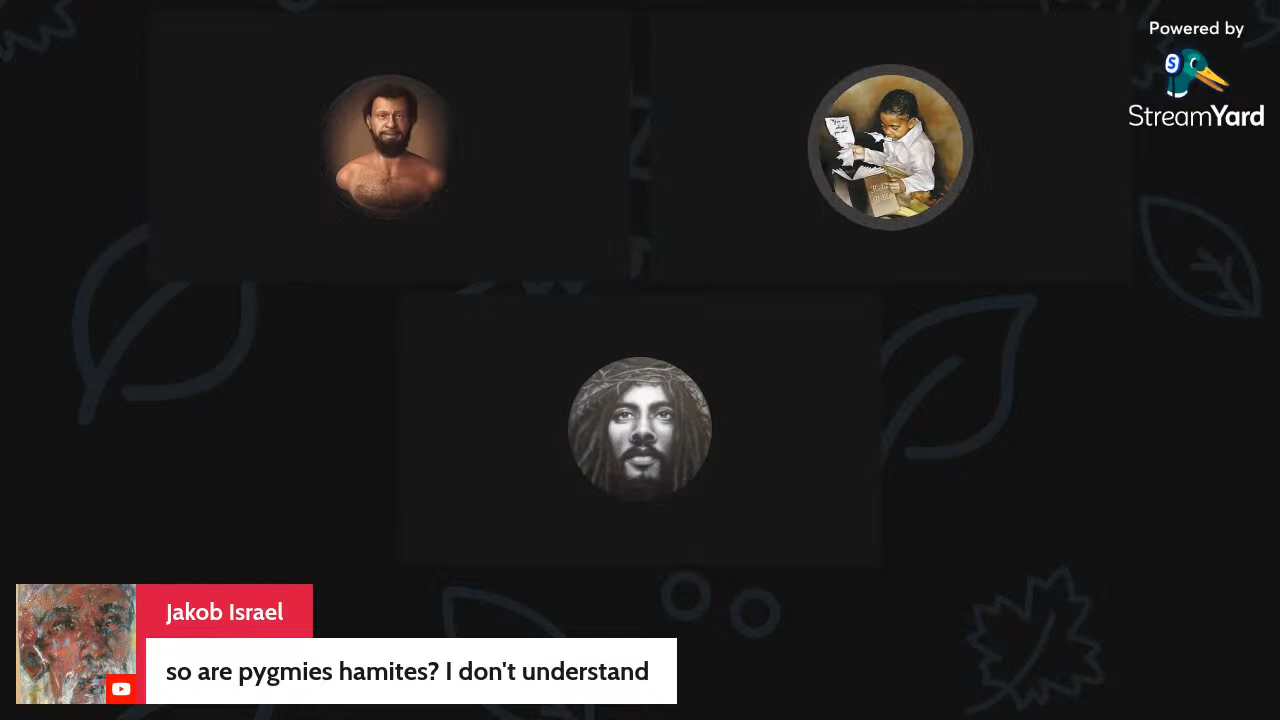 Powered by
StreamYard
Jakob Israel
so are pygmies hamites? I don't understand